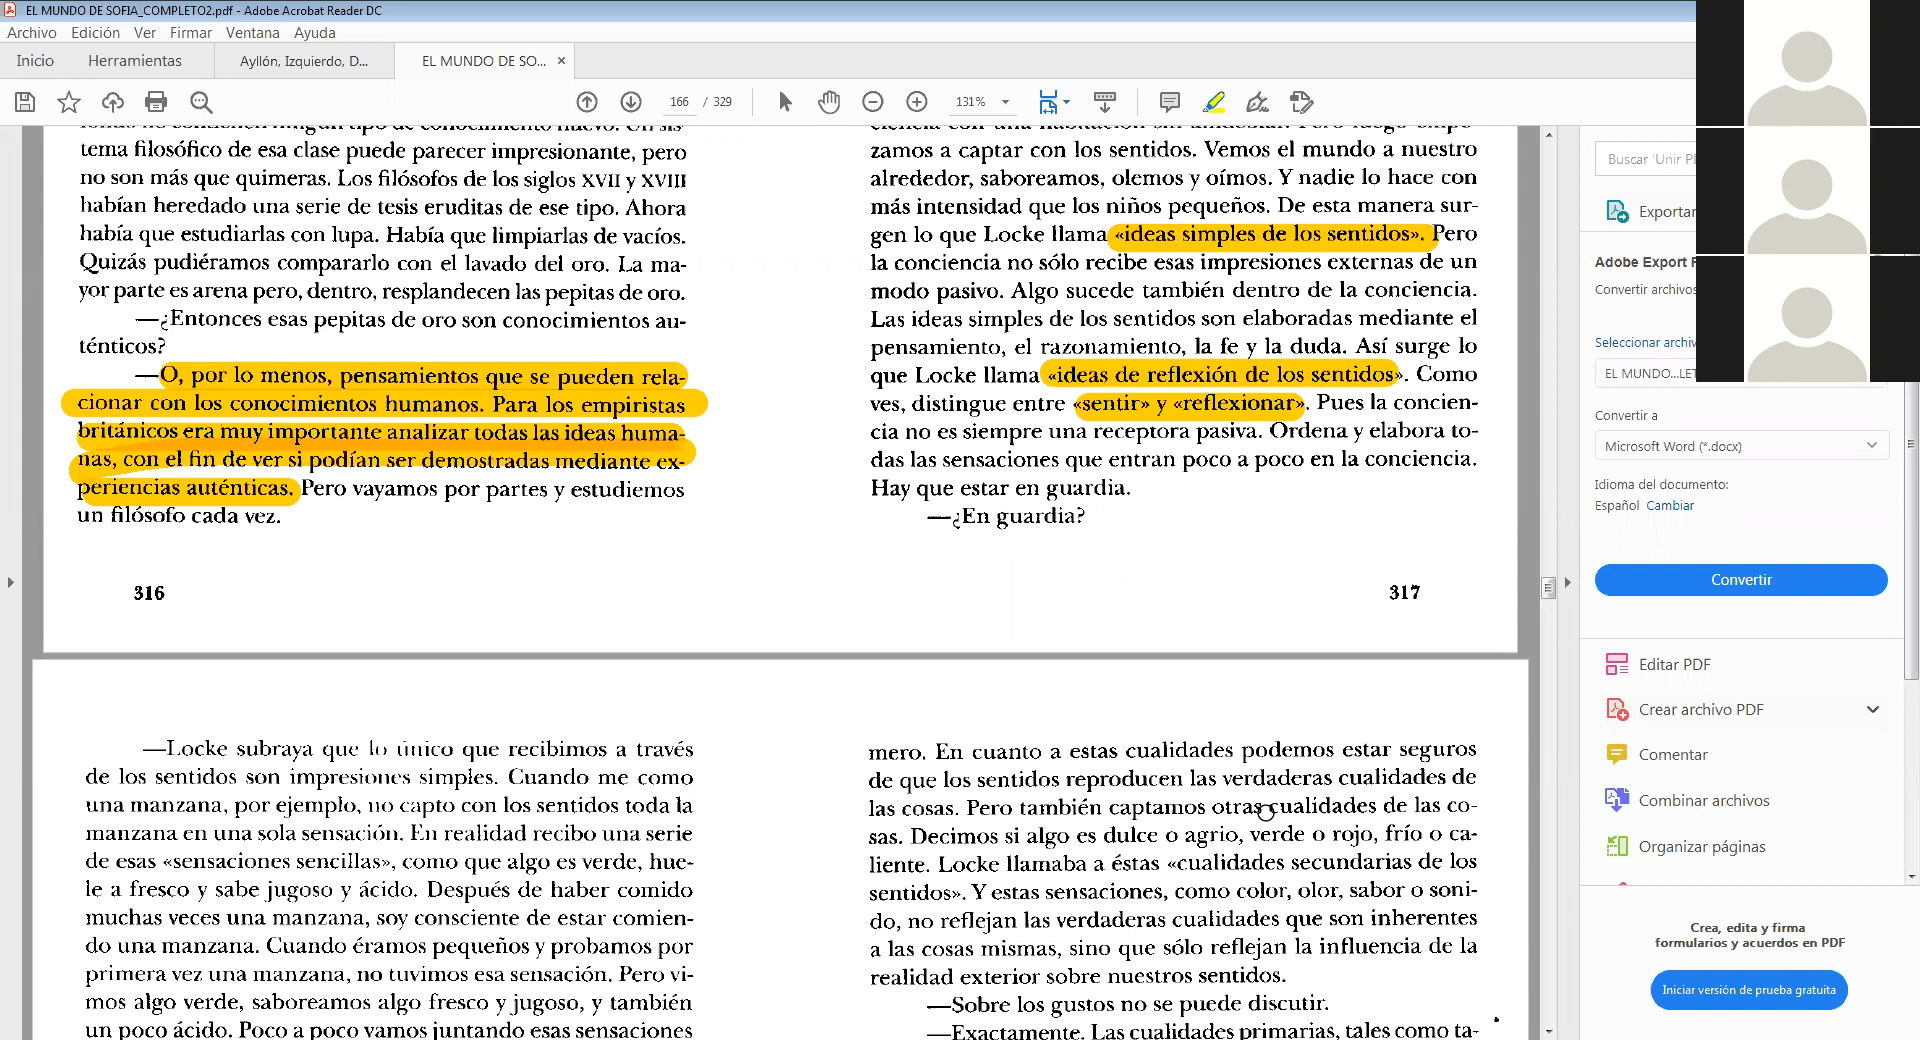 EL MUNDO DE SOFIA_COMPLETO2.pdf - Adobe Acrobat Reader DC
Archivo Edición Ver Firmar Ventana Ayuda
Inicio Herramientas Ayllón, Izquierdo, D... EL MUNDO DE SO... ×
166 / 329 131%
tema filosófico de esa clase puede parecer impresionante, pero
no son más que quimeras. Los filósofos de los siglos XVII y XVIII
habían heredado una serie de tesis eruditas de ese tipo. Ahora
había que estudiarlas con lupa. Había que limpiarlas de vacíos.
Quizás pudiéramos compararlo con el lavado del oro. La ma-
yor parte es arena pero, dentro, resplandecen las pepitas de oro.
—¿Entonces esas pepitas de oro son conocimientos au-
ténticos?
—O, por lo menos, pensamientos que se pueden rela-
cionar con los conocimientos humanos. Para los empiristas
británicos era muy importante analizar todas las ideas huma-
nas, con el fin de ver si podían ser demostradas mediante ex-
periencias auténticas. Pero vayamos por partes y estudiemos
un filósofo cada vez.
316
zamos a captar con los sentidos. Vemos el mundo a nuestro
alrededor, saboreamos, olemos y oímos. Y nadie lo hace con
más intensidad que los niños pequeños. De esta manera sur-
gen lo que Locke llama «ideas simples de los sentidos». Pero
la conciencia no sólo recibe esas impresiones externas de un
modo pasivo. Algo sucede también dentro de la conciencia.
Las ideas simples de los sentidos son elaboradas mediante el
pensamiento, el razonamiento, la fe y la duda. Así surge lo
que Locke llama «ideas de reflexión de los sentidos». Como
ves, distingue entre «sentir» y «reflexionar». Pues la concien-
cia no es siempre una receptora pasiva. Ordena y elabora to-
das las sensaciones que entran poco a poco en la conciencia.
Hay que estar en guardia.
—¿En guardia?
317
—Locke subraya que lo único que recibimos a través
de los sentidos son impresiones simples. Cuando me como
una manzana, por ejemplo, no capto con los sentidos toda la
manzana en una sola sensación. En realidad recibo una serie
de esas «sensaciones sencillas», como que algo es verde, hue-
le a fresco y sabe jugoso y ácido. Después de haber comido
muchas veces una manzana, soy consciente de estar comien-
do una manzana. Cuando éramos pequeños y probamos por
primera vez una manzana, no tuvimos esa sensación. Pero vi-
mos algo verde, saboreamos algo fresco y jugoso, y también
un poco ácido. Poco a poco vamos juntando esas sensaciones
mero. En cuanto a estas cualidades podemos estar seguros
de que los sentidos reproducen las verdaderas cualidades de
las cosas. Pero también captamos otras cualidades de las co-
sas. Decimos si algo es dulce o agrio, verde o rojo, frío o ca-
liente. Locke llamaba a éstas «cualidades secundarias de los
sentidos». Y estas sensaciones, como color, olor, sabor o soni-
do, no reflejan las verdaderas cualidades que son inherentes
a las cosas mismas, sino que sólo reflejan la influencia de la
realidad exterior sobre nuestros sentidos.
—Sobre los gustos no se puede discutir.
—Exactamente. Las cualidades primarias, tales como ta-
Buscar 'Unir
Exportar
Adobe Export
Convertir archivos
Seleccionar archiv
EL MUNDO...LET
Convertir a
Microsoft Word (*.docx)
Idioma del documento:
Español Cambiar
Convertir
Editar PDF
Crear archivo PDF
Comentar
Combinar archivos
Organizar páginas
Crea, edita y firma
formularios y acuerdos en PDF
Iniciar versión de prueba gratuita